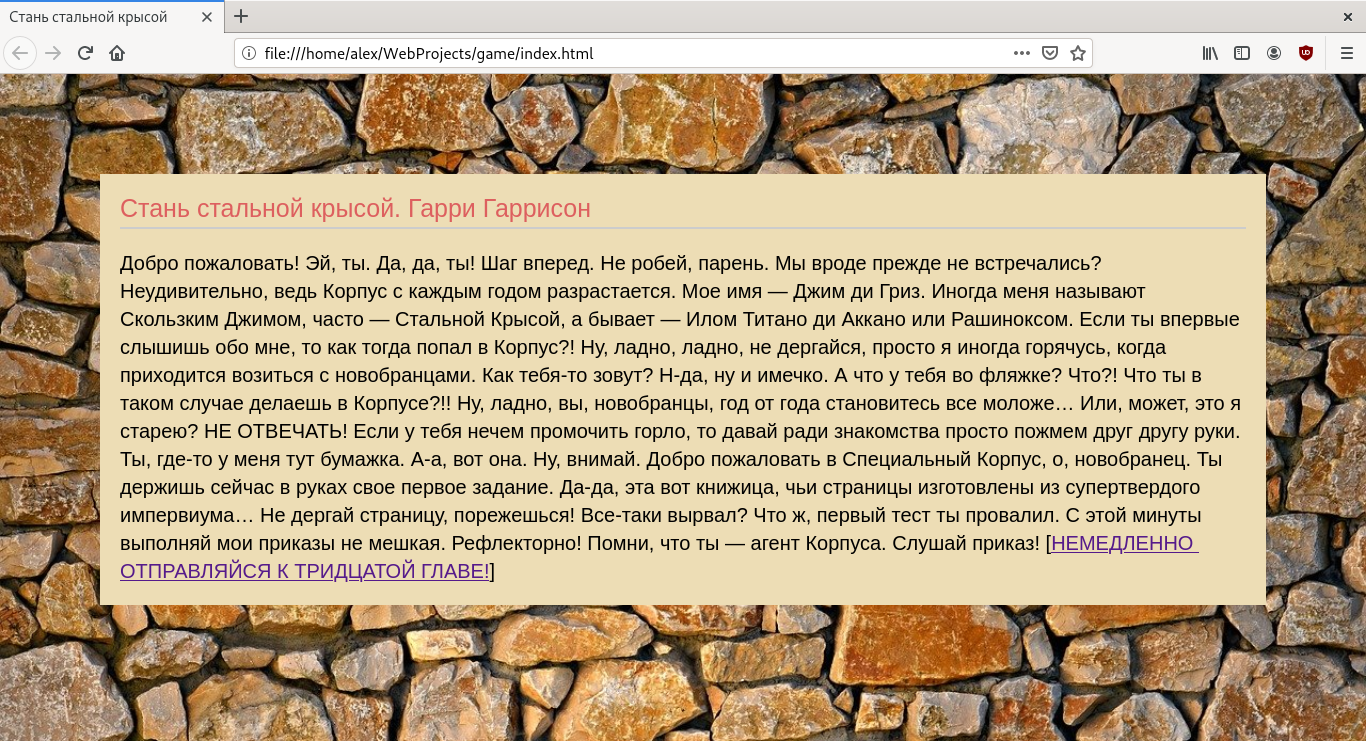 Стань стальной крысой
file:///home/alex/WebProjects/game/index.html
Стань стальной крысой. Гарри Гаррисон
Добро пожаловать! Эй, ты. Да, да, ты! Шаг вперед. Не робей, парень. Мы вроде прежде не встречались?
Неудивительно, ведь Корпус с каждым годом разрастается. Мое имя — Джим ди Гриз. Иногда меня называют
Скользким Джимом, часто — Стальной Крысой, а бывает — Илом Титано ди Аккано или Рашиноксом. Если ты впервые
слышишь обо мне, то как тогда попал в Корпус?! Ну, ладно, ладно, не дергайся, просто я иногда горячусь, когда
приходится возиться с новобранцами. Как тебя-то зовут? Н-да, ну и имечко. А что у тебя во фляжке? Что?! Что ты в
таком случае делаешь в Корпусе?!! Ну, ладно, вы, новобранцы, год от года становитесь все моложе… Или, может, это я
старею? НЕ ОТВЕЧАТЬ! Если у тебя нечем промочить горло, то давай ради знакомства просто пожмем друг другу руки.
Ты, где-то у меня тут бумажка. А-а, вот она. Ну, внимай. Добро пожаловать в Специальный Корпус, о, новобранец. Ты
держишь сейчас в руках свое первое задание. Да-да, эта вот книжица, чьи страницы изготовлены из супертвердого
импервиума… Не дергай страницу, порежешься! Все-таки вырвал? Что ж, первый тест ты провалил. С этой минуты
выполняй мои приказы не мешкая. Рефлекторно! Помни, что ты — агент Корпуса. Слушай приказ! [НЕМЕДЛЕННО
ОТПРАВЛЯЙСЯ К ТРИДЦАТОЙ ГЛАВЕ!]